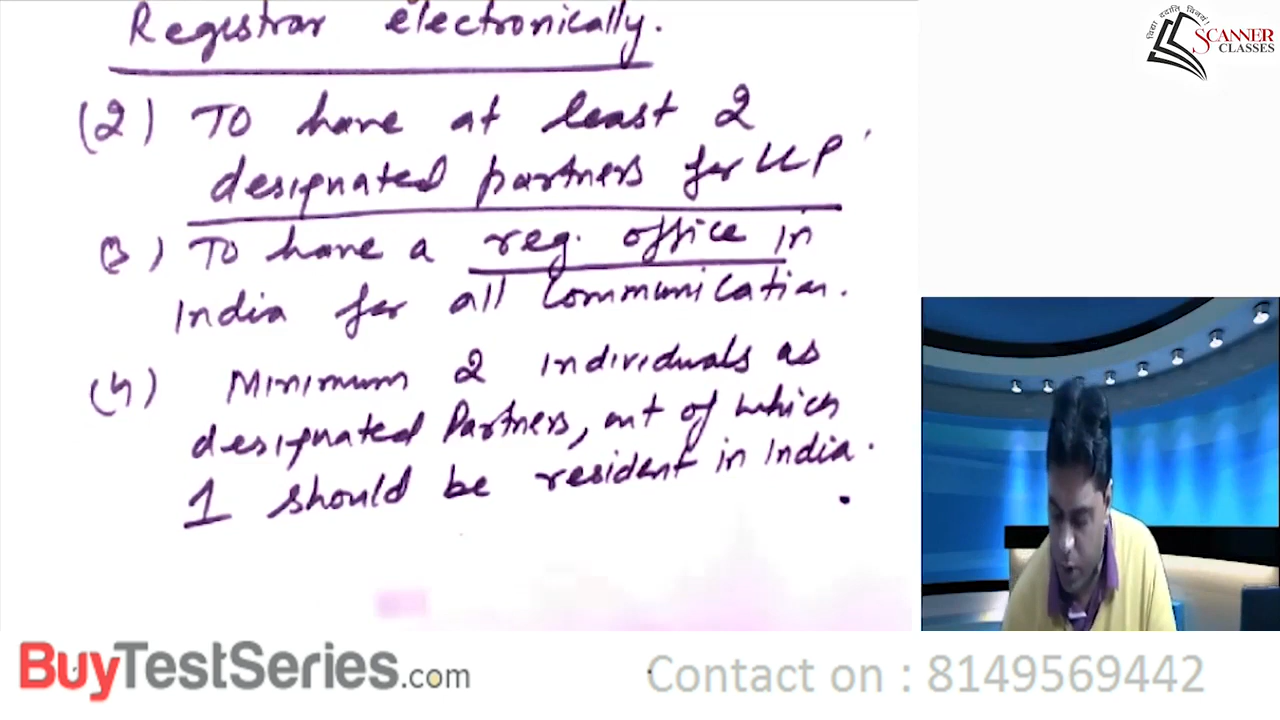 Registrar electronically.
(2) To have at least 2
designated partners for LLP.
(3) To have a reg. office in
India for all communication.
(4) Minimum 2 individuals as
designated Partners, out of which
1 should be resident in India.
विद्या ददाति विनयं।
SCANNER
CLASSES
BuyTestSeries.com
Contact on : 8149569442